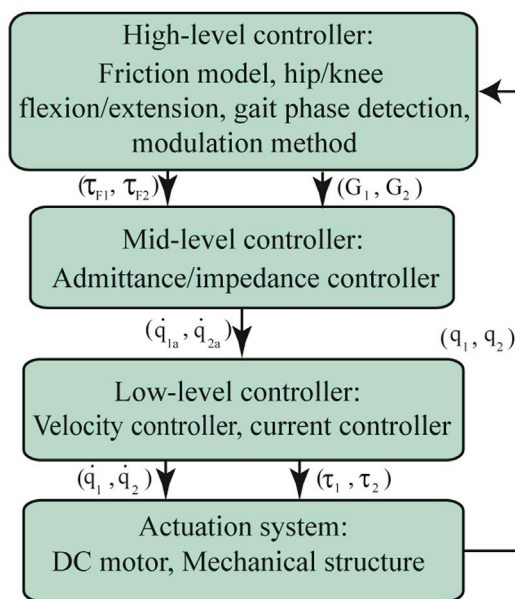 High-level controller:
Friction model, hip/knee
flexion/extension, gait phase detection,
modulation method
(τF1, τF2) (G1, G2)
Mid-level controller:
Admittance/impedance controller
(q̇1a, q̇2a)
(q1, q2)
Low-level controller:
Velocity controller, current controller
(q̇1, q̇2) (τ1, τ2)
Actuation system:
DC motor, Mechanical structure